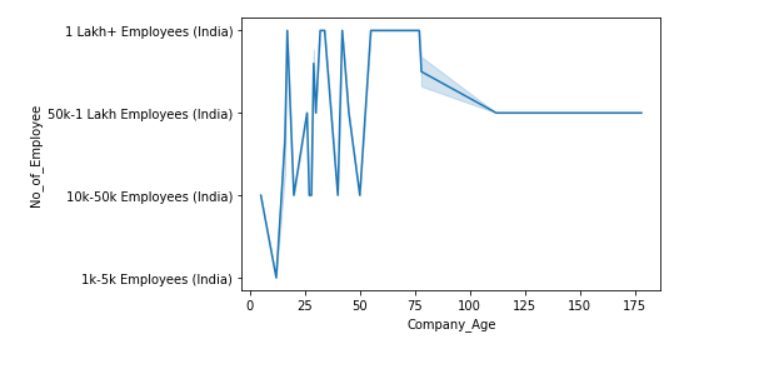 1 Lakh+ Employees (India)
50k-1 Lakh Employees (India)
10k-50k Employees (India)
1k-5k Employees (India)
No_of_Employee
0 25 50 75 100 125 150 175
Company_Age